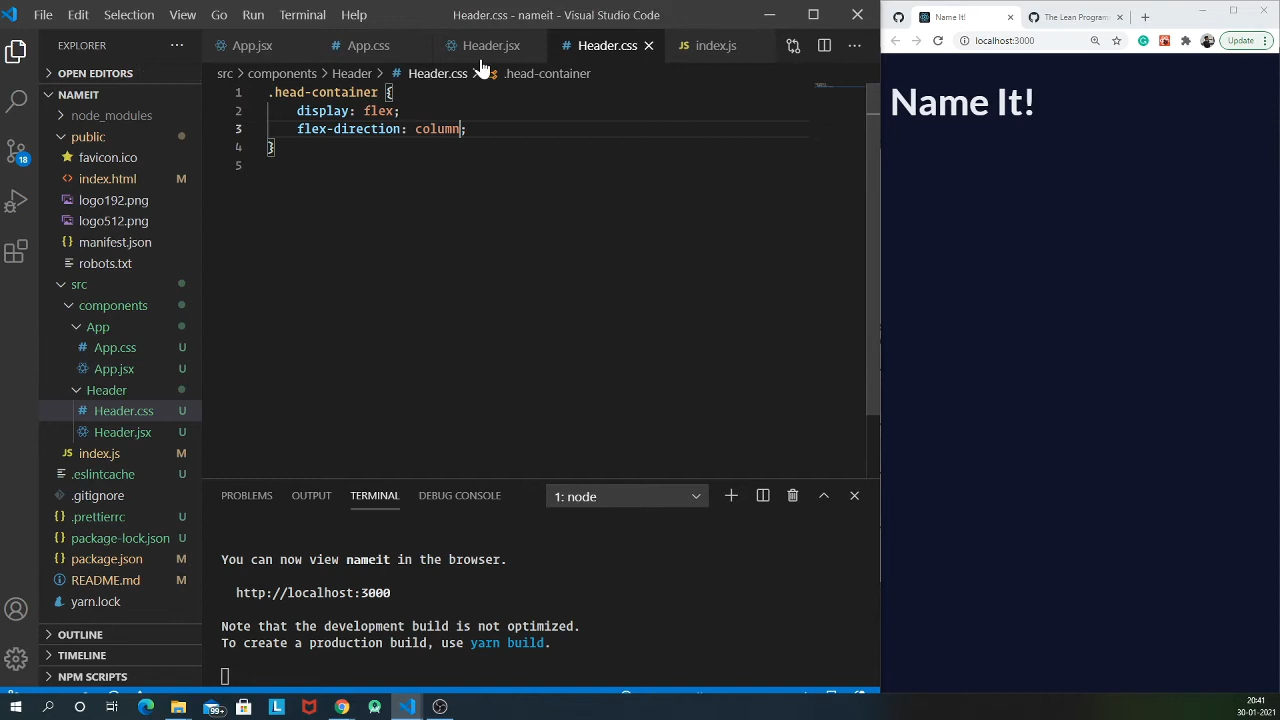 File Edit Selection View Go Run Terminal Help
Header.css - nameit - Visual Studio Code
Name It!
The Lean Program
localhost:3000
Update
EXPLORER
App.jsx
App.css
Header.jsx
Header.css
index.js
src > components > Header > Header.css > .head-container
OPEN EDITORS
NAMEIT
node_modules
public
favicon.ico
index.html M
logo192.png
logo512.png
manifest.json
robots.txt
src
components
App
App.css U
App.jsx U
Header
Header.css U
Header.jsx U
index.js U
.eslintcache U
.gitignore
.prettierrc U
package-lock.json U
package.json M
README.md M
yarn.lock
OUTLINE
TIMELINE
NPM SCRIPTS
18
1 .head-container {
2 display: flex;
3 flex-direction: column;
4 }
5
PROBLEMS OUTPUT TERMINAL DEBUG CONSOLE
1: node
You can now view nameit in the browser.
http://localhost:3000
Note that the development build is not optimized.
To create a production build, use yarn build.
Name It!
99+
20:41
30-01-2021